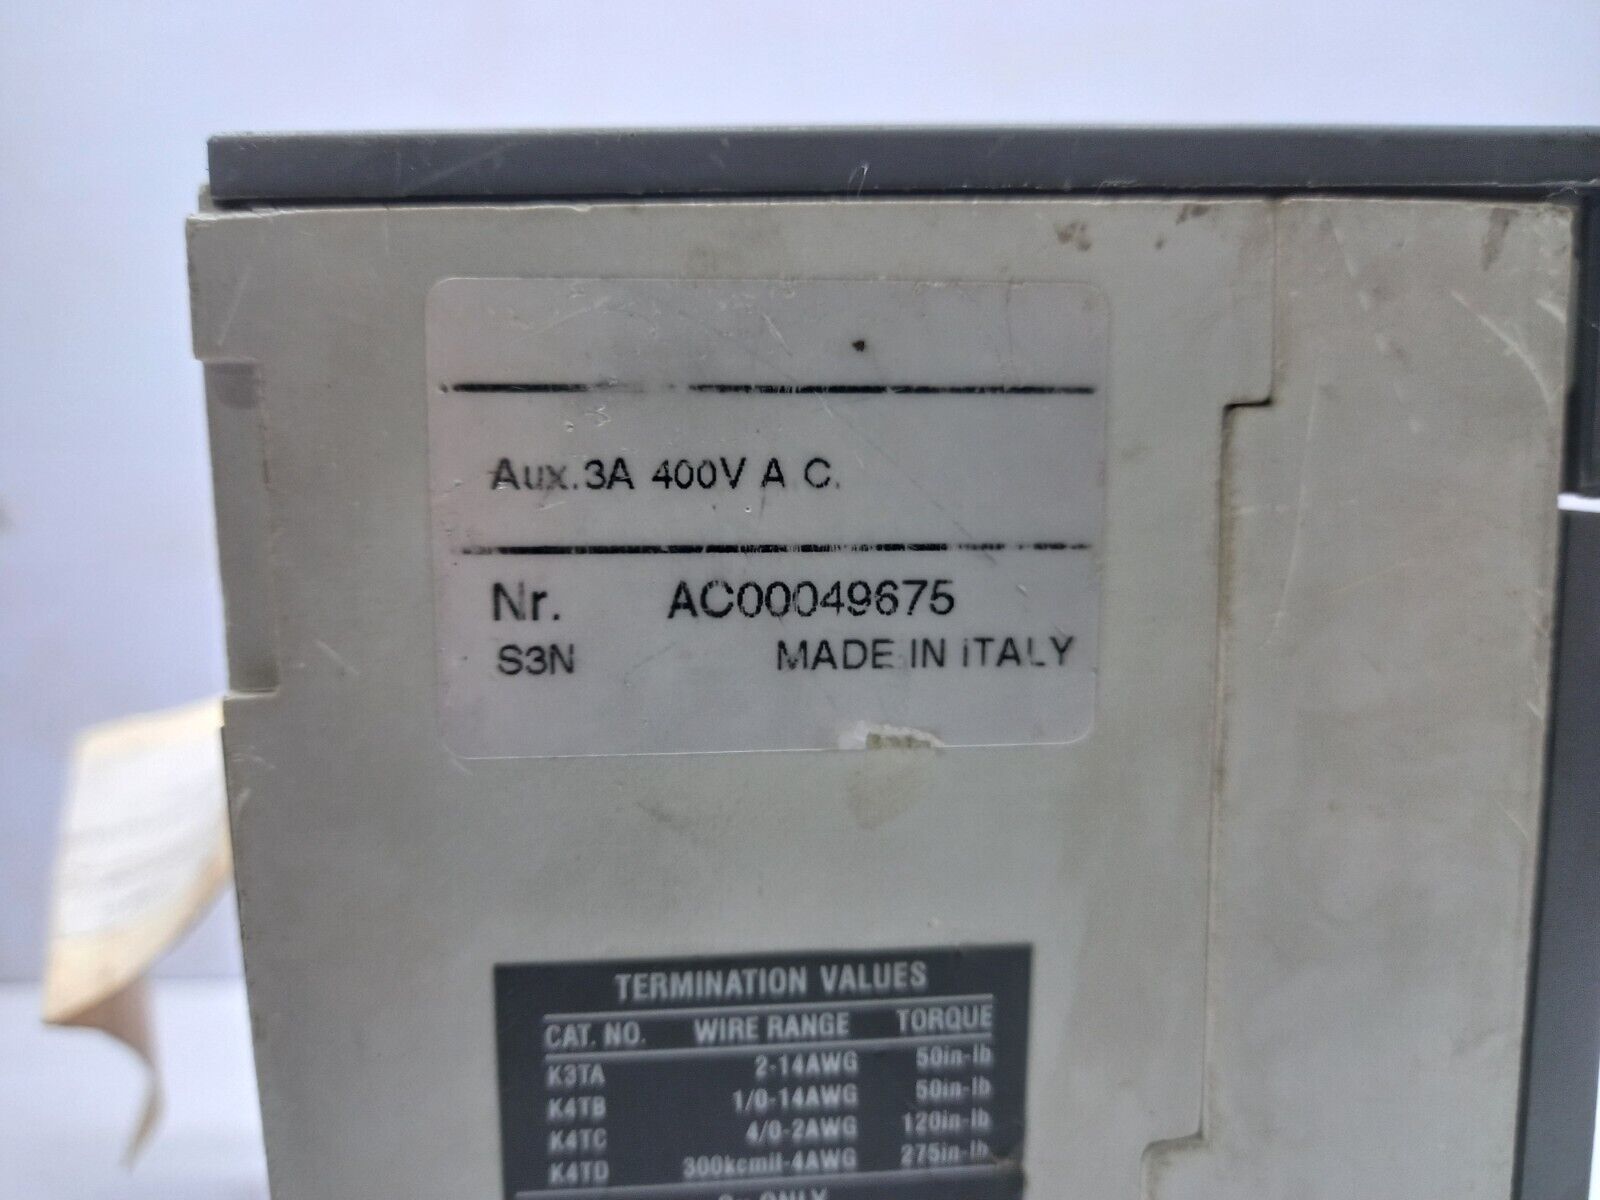 Aux.3A 400V A C.
Nr. AC00049675
S3N MADE IN ITALY
TERMINATION VALUES
CAT. NO. WIRE RANGE TORQUE
K3TA 2-14AWG 50in-lb
K4TB 1/0-14AWG 50in-lb
K4TC 4/0-2AWG 120in-lb
K4TD 300kcmil-4AWG 275in-lb
ONLY